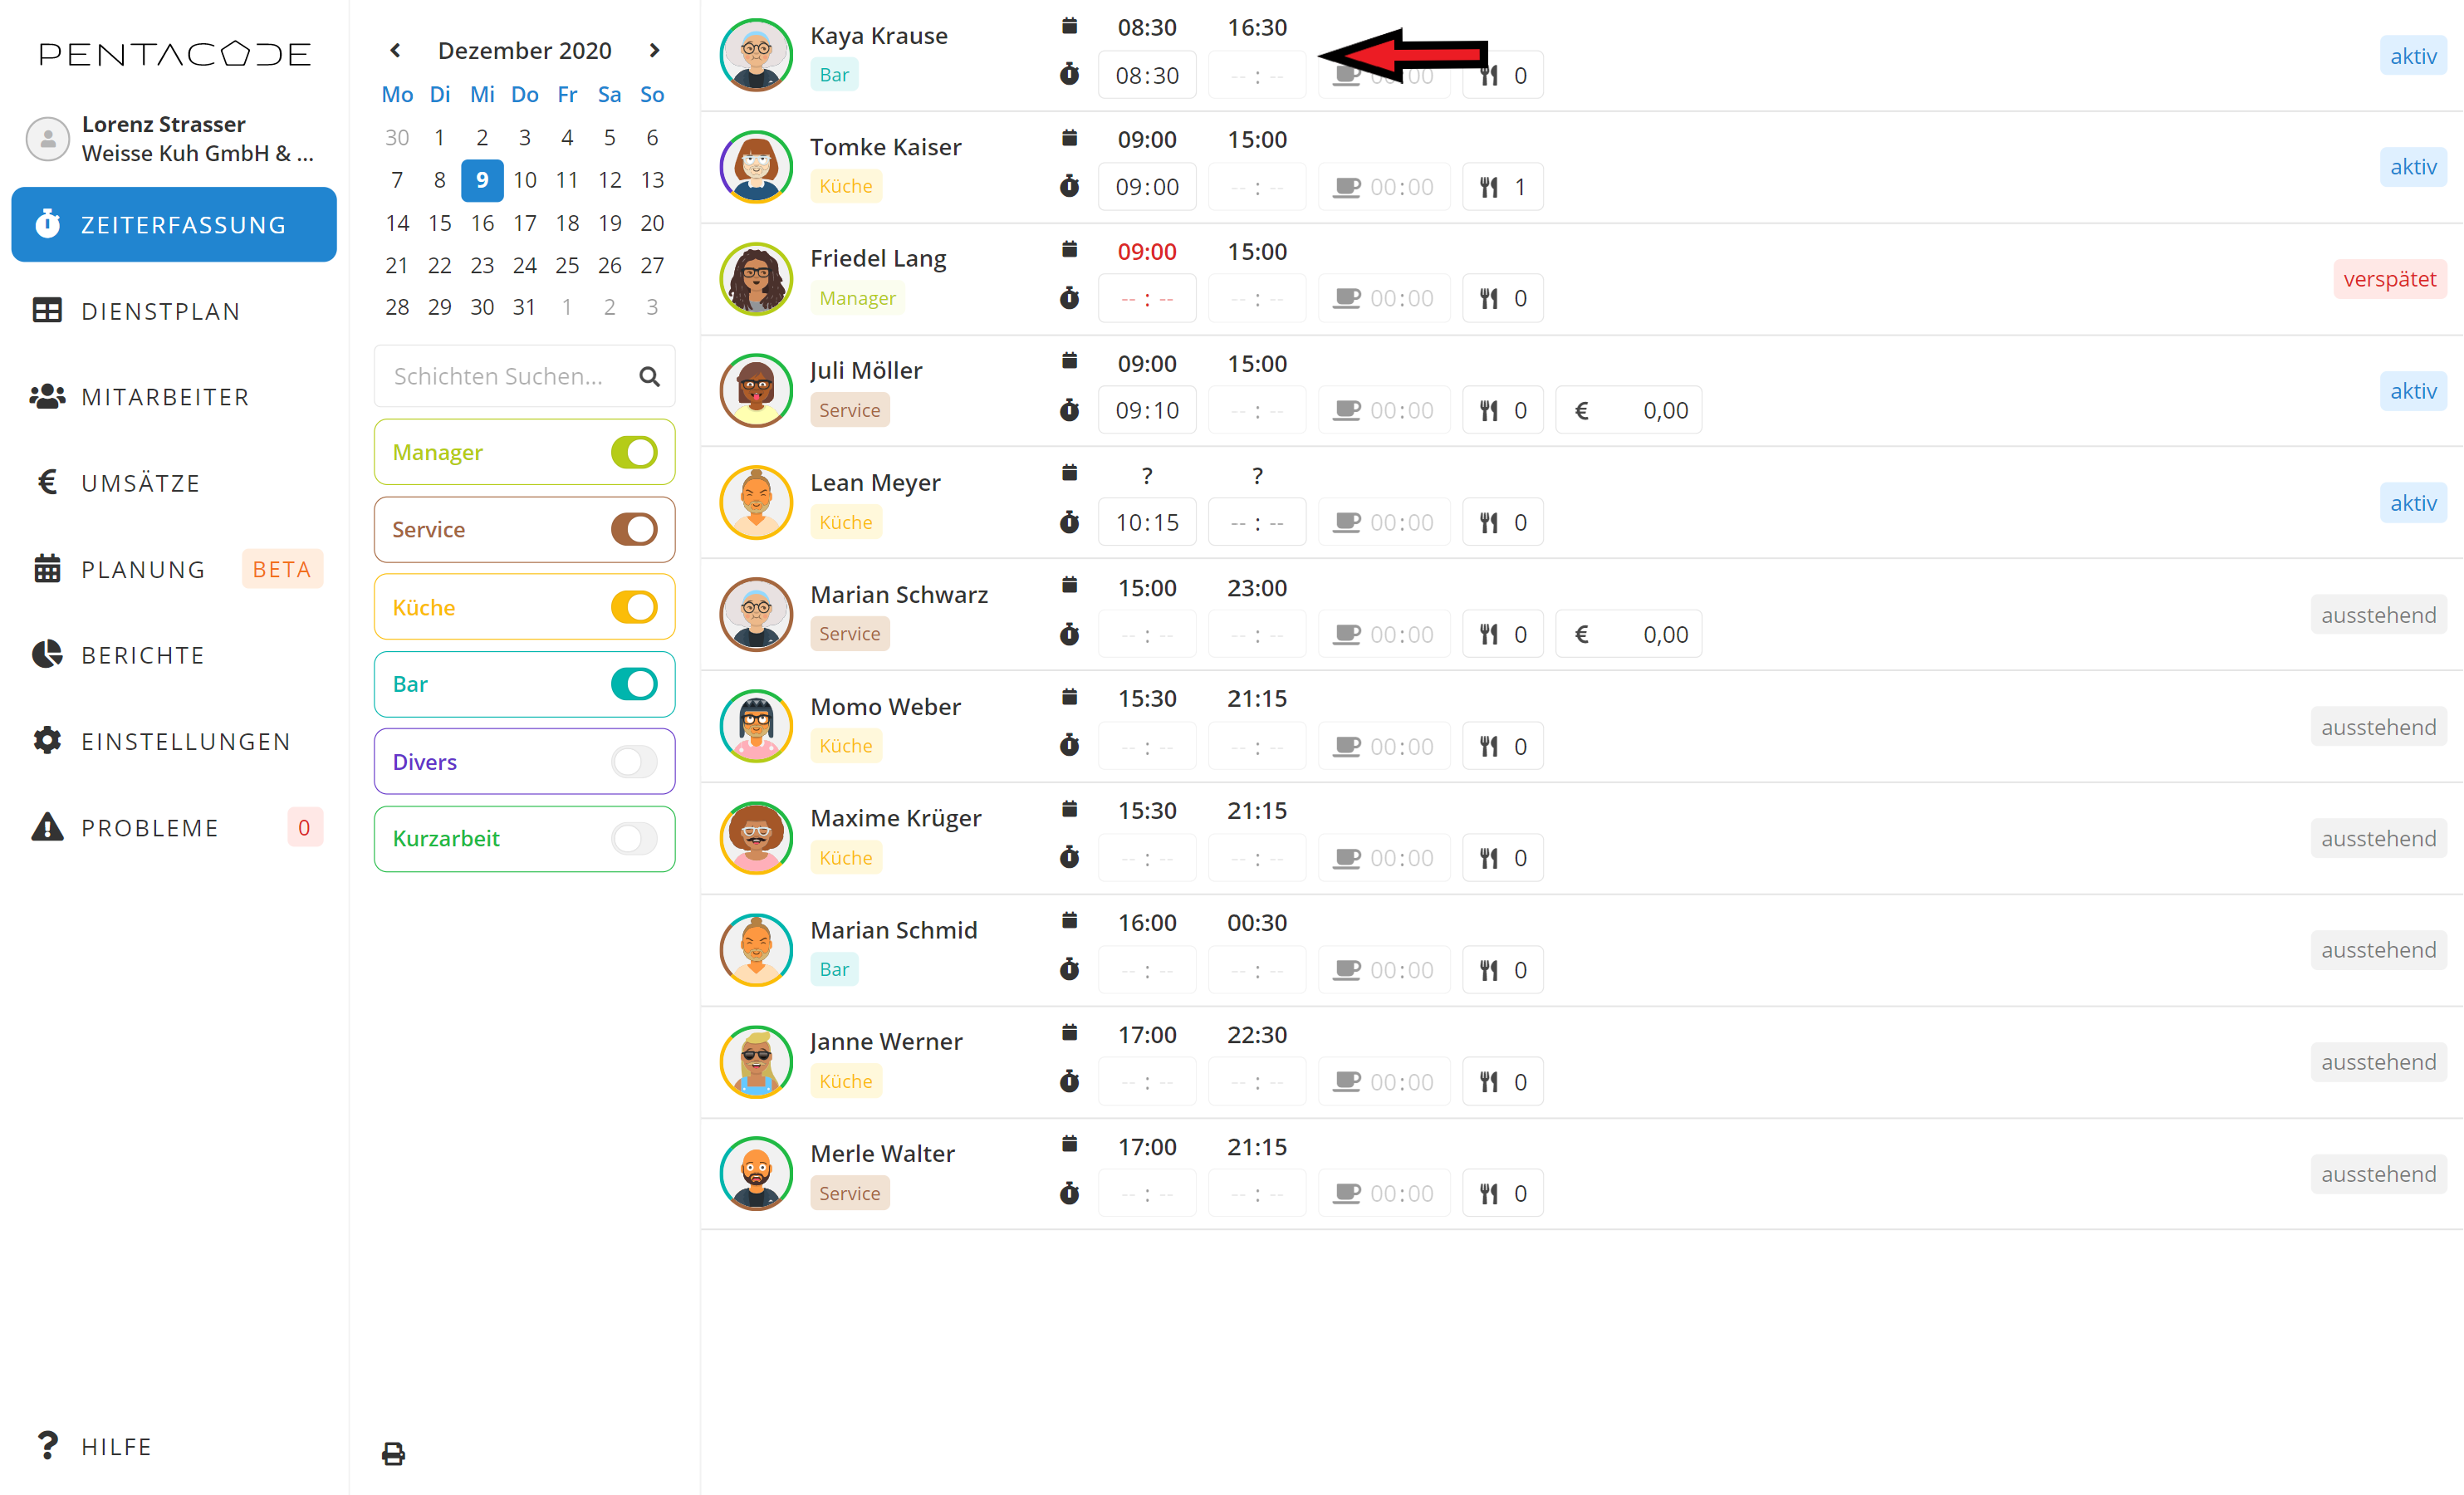 PENTACODE
Lorenz Strasser
Weisse Kuh GmbH & ...
ZEITERFASSUNG
DIENSTPLAN
MITARBEITER
UMSÄTZE
PLANUNG BETA
BERICHTE
EINSTELLUNGEN
PROBLEME 0
HILFE
Dezember 2020
Mo Di Mi Do Fr Sa So
30 1 2 3 4 5 6
7 8 9 10 11 12 13
14 15 16 17 18 19 20
21 22 23 24 25 26 27
28 29 30 31 1 2 3
Schichten Suchen...
Manager
Service
Küche
Bar
Divers
Kurzarbeit
Kaya Krause 08:30 16:30
Bar 08:30 -- : -- 00:00 0
aktiv
Tomke Kaiser 09:00 15:00
Küche 09:00 -- : -- 00:00 1
aktiv
Friedel Lang 09:00 15:00
Manager -- : -- -- : -- 00:00 0
verspätet
Juli Möller 09:00 15:00
Service 09:10 -- : -- 00:00 0 € 0,00
aktiv
Lean Meyer ? ?
Küche 10:15 -- : -- 00:00 0
aktiv
Marian Schwarz 15:00 23:00
Service -- : -- -- : -- 00:00 0 € 0,00
ausstehend
Momo Weber 15:30 21:15
Küche -- : -- -- : -- 00:00 0
ausstehend
Maxime Krüger 15:30 21:15
Küche -- : -- -- : -- 00:00 0
ausstehend
Marian Schmid 16:00 00:30
Bar -- : -- -- : -- 00:00 0
ausstehend
Janne Werner 17:00 22:30
Küche -- : -- -- : -- 00:00 0
ausstehend
Merle Walter 17:00 21:15
Service -- : -- -- : -- 00:00 0
ausstehend